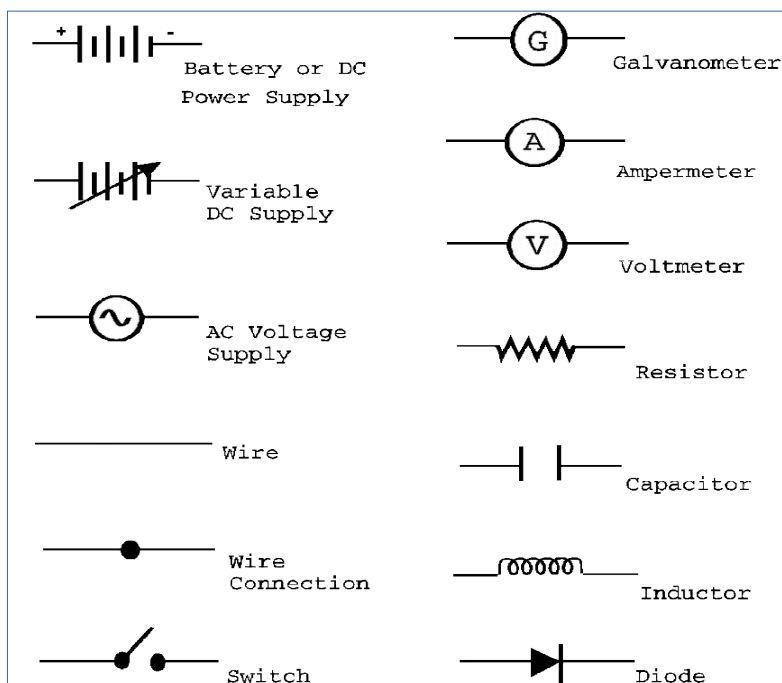 + -
Battery or DC
Power Supply
Variable
DC Supply
AC Voltage
Supply
Wire
Wire
Connection
Switch
G
Galvanometer
A
Ampermeter
V
Voltmeter
Resistor
Capacitor
Inductor
Diode